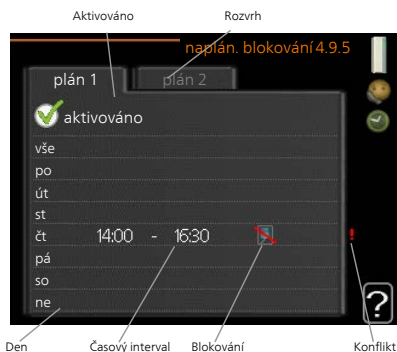 Aktivováno Rozvrh
naplán. blokování 4.9.5
plán 1 plán 2
aktivováno
vše
po
út
st
čt 14:00 - 16:30 !
pá
so
ne
?
Den Časový interval Blokování Konflikt